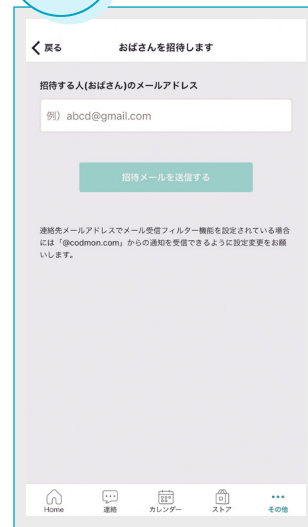 戻る
おばさんを招待します
招待する人(おばさん)のメールアドレス
例）abcd@gmail.com
招待メールを送信する
連絡先メールアドレスでメール受信フィルター機能を設定されている場合
には「@codmon.com」からの通知を受信できるように設定変更をお願
いします。
Home 連絡 カレンダー ストア その他